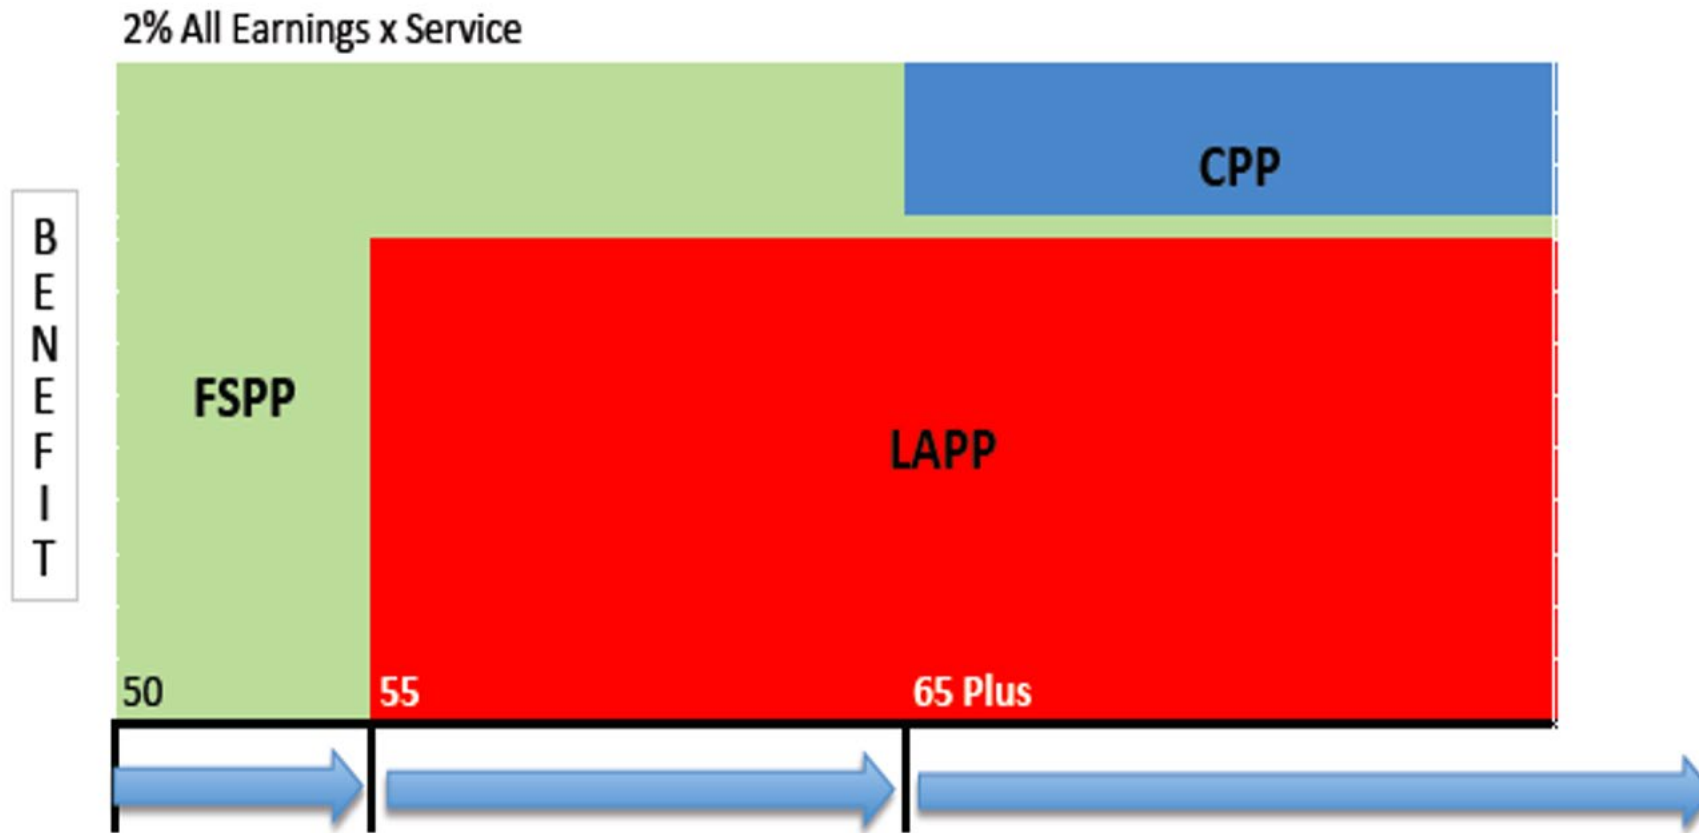 2% All Earnings x Service
CPP
B
E
N
E
F
I
T
FSPP
LAPP
50
55
65 Plus